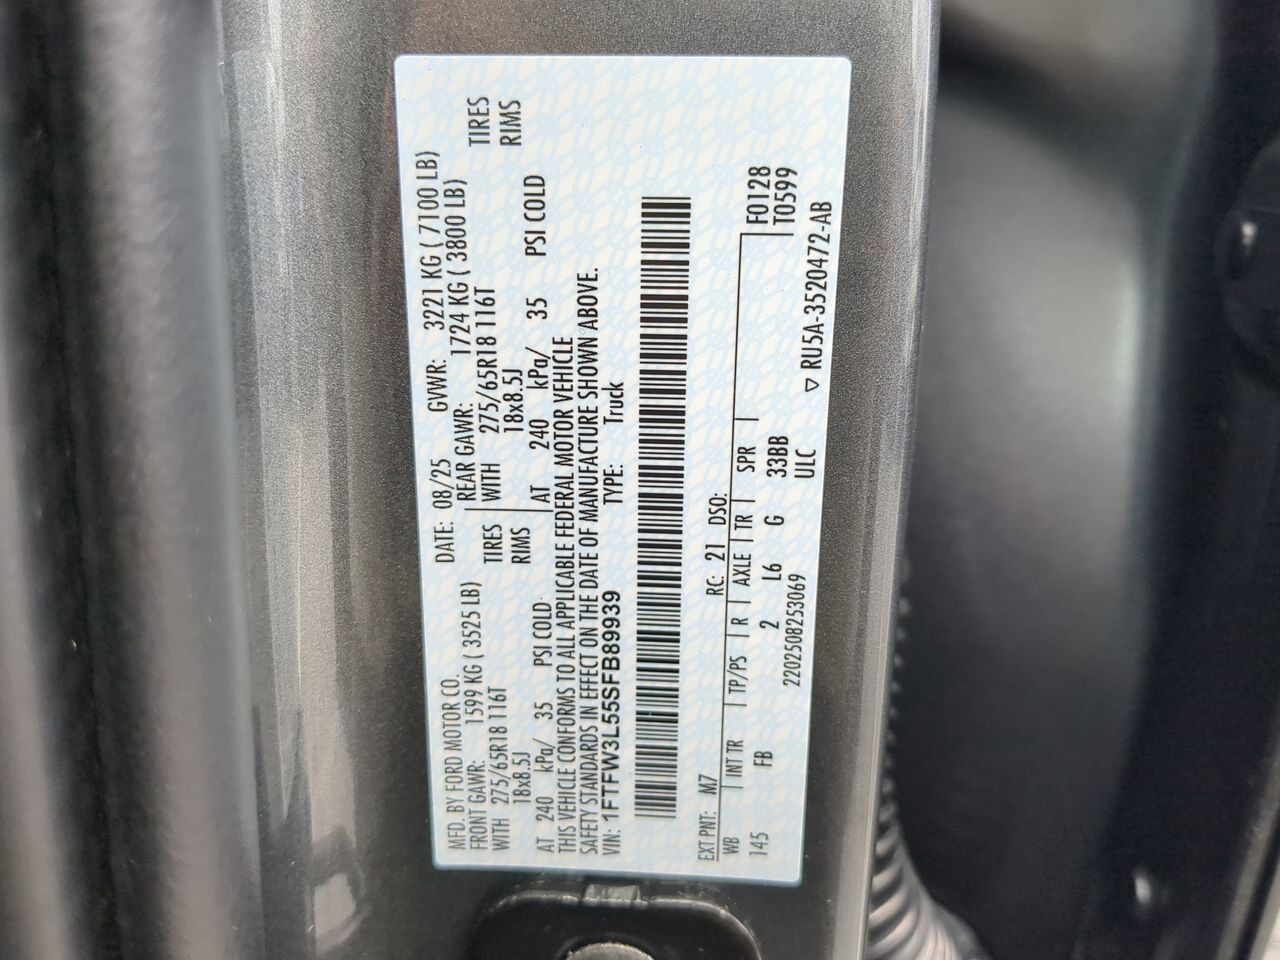 MFD. BY FORD MOTOR CO. DATE: 08/25 GVWR: 3221 KG ( 7100 LB)
FRONT GAWR: 1599 KG ( 3525 LB) REAR GAWR: 1724 KG ( 3800 LB)
WITH 275/65R18 116T TIRES WITH 275/65R18 116T TIRES
18x8.5J RIMS 18x8.5J RIMS
AT 240 kPa/ 35 PSI COLD AT 240 kPa/ 35 PSI COLD
THIS VEHICLE CONFORMS TO ALL APPLICABLE FEDERAL MOTOR VEHICLE
SAFETY STANDARDS IN EFFECT ON THE DATE OF MANUFACTURE SHOWN ABOVE.
VIN: 1FTFW3L55SFB89939 TYPE: Truck
EXT PNT: M7 RC: 21 DSO:
WB INT TR TP/PS R AXLE TR SPR F0128
145 FB 2 L6 G 33BB T0599
2202508253069 ULC ▽ RU5A-3520472-AB